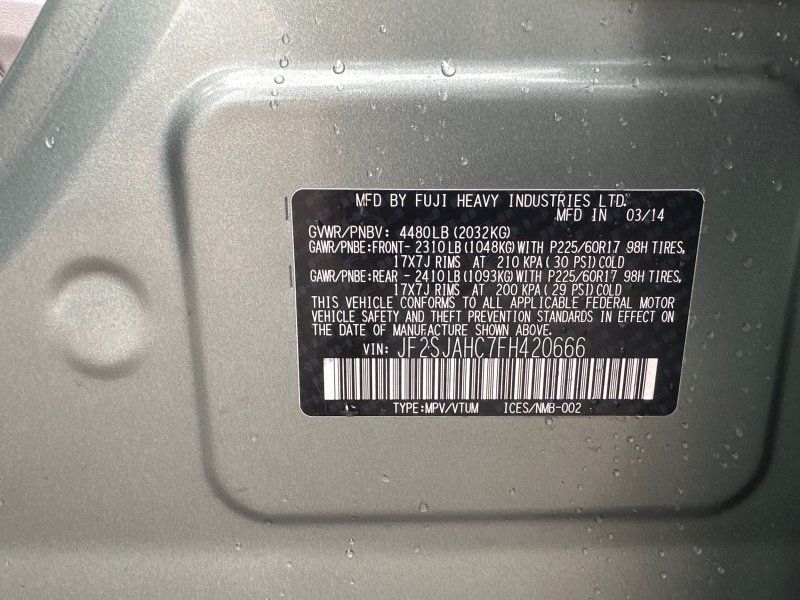 MFD BY FUJI HEAVY INDUSTRIES LTD.
MFD IN 03/14
GVWR/PNBV: 4480LB (2032KG)
GAWR/PNBE:FRONT- 2310LB (1048KG) WITH P225/60R17 98H TIRES,
17X7J RIMS AT 210 KPA ( 30 PSI) COLD
GAWR/PNBE:REAR - 2410LB (1093KG) WITH P225/60R17 98H TIRES,
17X7J RIMS AT 200 KPA ( 29 PSI) COLD
THIS VEHICLE CONFORMS TO ALL APPLICABLE FEDERAL MOTOR
VEHICLE SAFETY AND THEFT PREVENTION STANDARDS IN EFFECT
ON THE DATE OF MANUFACTURE SHOWN ABOVE.
VIN: JF2SJAHC7FH420666
TYPE:MPV/VTUM ICES/NMB-002